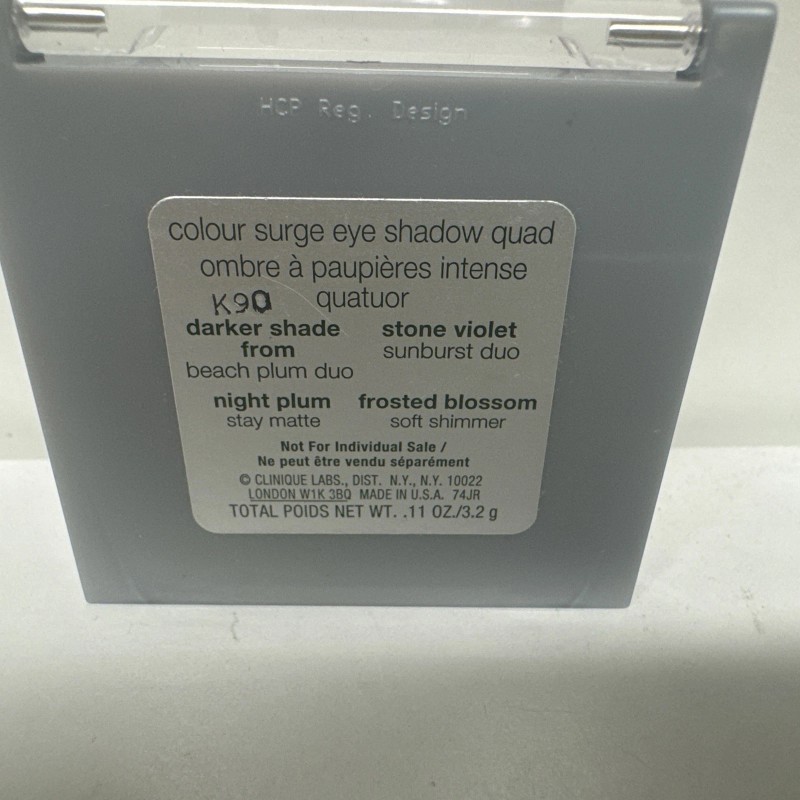 HCP Reg. Design
colour surge eye shadow quad
ombre à paupières intense
quatuor
K90
darker shade
from
beach plum duo
stone violet
sunburst duo
night plum
stay matte
frosted blossom
soft shimmer
Not For Individual Sale /
Ne peut être vendu séparément
© CLINIQUE LABS., DIST. N.Y., N.Y. 10022
LONDON W1K 3BQ MADE IN U.S.A. 74JR
TOTAL POIDS NET WT. .11 OZ./3.2 g